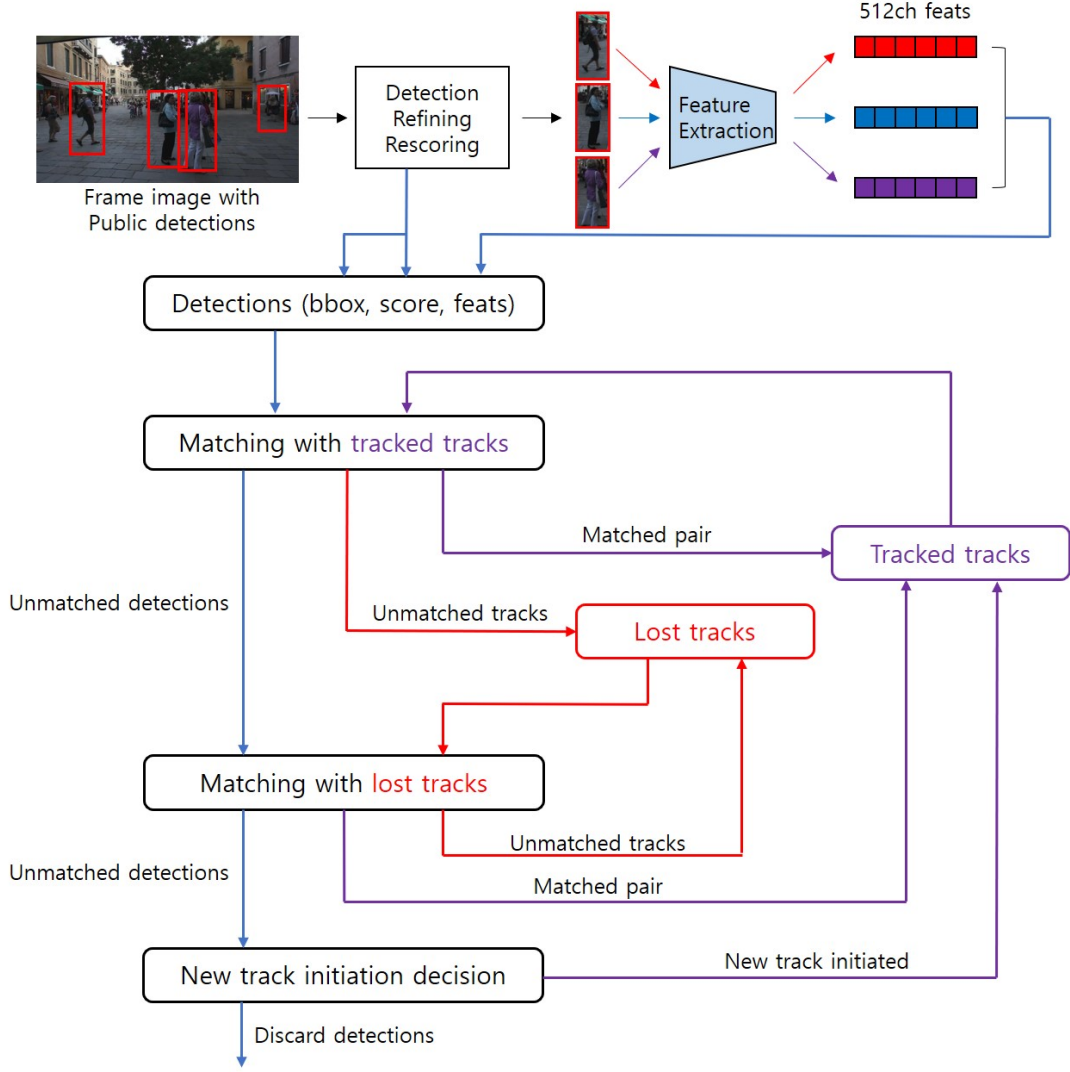 512ch feats
Detection
Refining
Rescoring
Feature
Extraction
Frame image with
Public detections
Detections (bbox, score, feats)
Matching with tracked tracks
Matched pair
Tracked tracks
Unmatched detections
Unmatched tracks
Lost tracks
Matching with lost tracks
Unmatched tracks
Unmatched detections
Matched pair
New track initiation decision
New track initiated
Discard detections